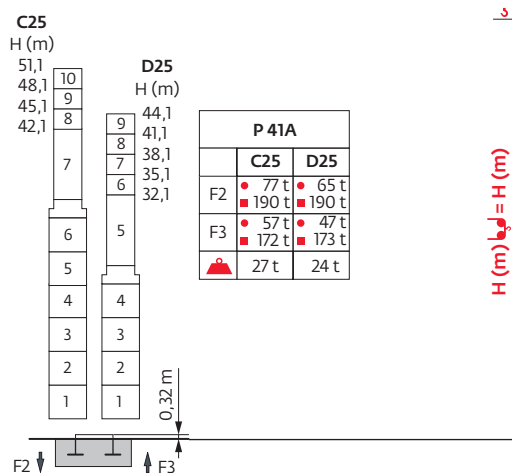 C25
H (m)
51,1
48,1
45,1
42,1
10
9
8
7
6
5
4
3
2
1
D25
H (m)
44,1
41,1
38,1
35,1
32,1
9
8
7
6
5
4
3
2
1
P 41A
C25 D25
F2 ● 77 t ● 65 t
■ 190 t ■ 190 t
F3 ● 57 t ● 47 t
■ 172 t ■ 173 t
27 t 24 t
0,32 m
F2 F3
H (m) = H (m)